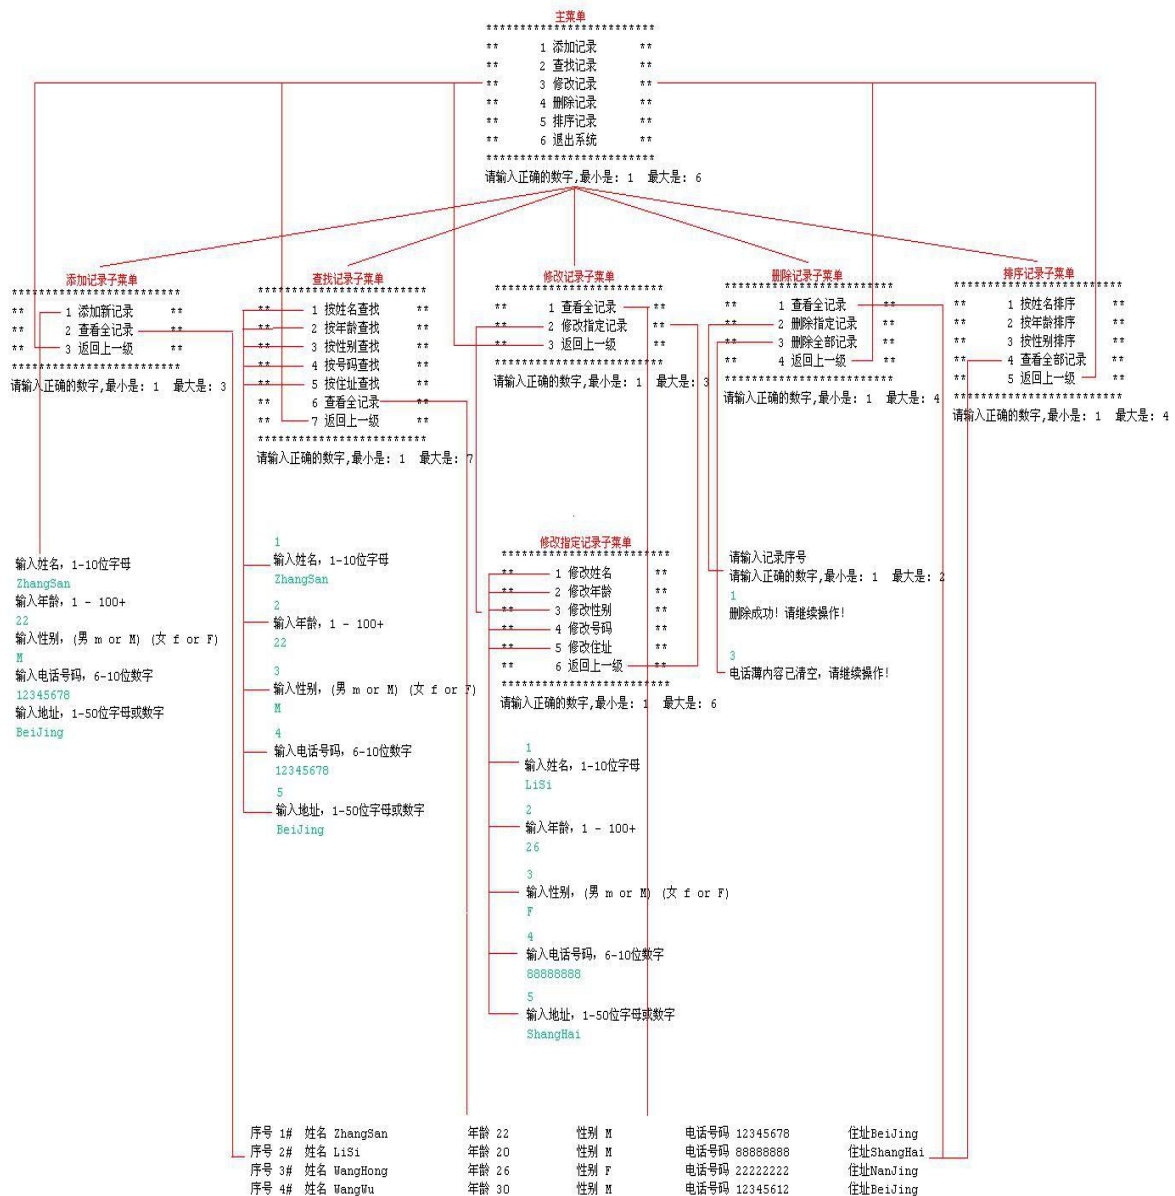 主菜单
*************************
** 1 添加记录 **
** 2 查找记录 **
** 3 修改记录 **
** 4 删除记录 **
** 5 排序记录 **
** 6 退出系统 **
*************************
请输入正确的数字,最小是: 1 最大是: 6
添加记录子菜单
*************************
** 1 添加新记录 **
** 2 查看全记录 **
** 3 返回上一级 **
*************************
请输入正确的数字,最小是: 1 最大是: 3
查找记录子菜单
*************************
** 1 按姓名查找 **
** 2 按年龄查找 **
** 3 按性别查找 **
** 4 按号码查找 **
** 5 按住址查找 **
** 6 查看全记录 **
** 7 返回上一级 **
*************************
请输入正确的数字,最小是: 1 最大是: 7
修改记录子菜单
*************************
** 1 查看全记录 **
** 2 修改指定记录 **
** 3 返回上一级 **
*************************
请输入正确的数字,最小是: 1 最大是: 3
删除记录子菜单
*************************
** 1 查看全记录 **
** 2 删除指定记录 **
** 3 删除全部记录 **
** 4 返回上一级 **
*************************
请输入正确的数字,最小是: 1 最大是: 4
排序记录子菜单
*************************
** 1 按姓名排序 **
** 2 按年龄排序 **
** 3 按性别排序 **
** 4 查看全部记录 **
** 5 返回上一级 **
*************************
请输入正确的数字,最小是: 1 最大是: 4
输入姓名, 1-10位字母
ZhangSan
输入年龄, 1 - 100+
22
输入性别, (男 m or M) (女 f or F)
M
输入电话号码, 6-10位数字
12345678
输入地址, 1-50位字母或数字
BeiJing
1
输入姓名, 1-10位字母
ZhangSan
2
输入年龄, 1 - 100+
22
3
输入性别, (男 m or M) (女 f or F)
M
4
输入电话号码, 6-10位数字
12345678
5
输入地址, 1-50位字母或数字
BeiJing
修改指定记录子菜单
*************************
** 1 修改姓名 **
** 2 修改年龄 **
** 3 修改性别 **
** 4 修改号码 **
** 5 修改住址 **
** 6 返回上一级 **
*************************
请输入正确的数字,最小是: 1 最大是: 6
1
输入姓名, 1-10位字母
LiSi
2
输入年龄, 1 - 100+
26
3
输入性别, (男 m or M) (女 f or F)
F
4
输入电话号码, 6-10位数字
88888888
5
输入地址, 1-50位字母或数字
ShangHai
请输入记录序号
请输入正确的数字,最小是: 1 最大是: 2
1
删除成功! 请继续操作!
3
电话薄内容已清空, 请继续操作!
序号 1# 姓名 ZhangSan 年龄 22 性别 M 电话号码 12345678 住址BeiJing
序号 2# 姓名 LiSi 年龄 20 性别 M 电话号码 88888888 住址ShangHai
序号 3# 姓名 WangHong 年龄 26 性别 F 电话号码 22222222 住址NanJing
序号 4# 姓名 WangWu 年龄 30 性别 M 电话号码 12345612 住址BeiJing